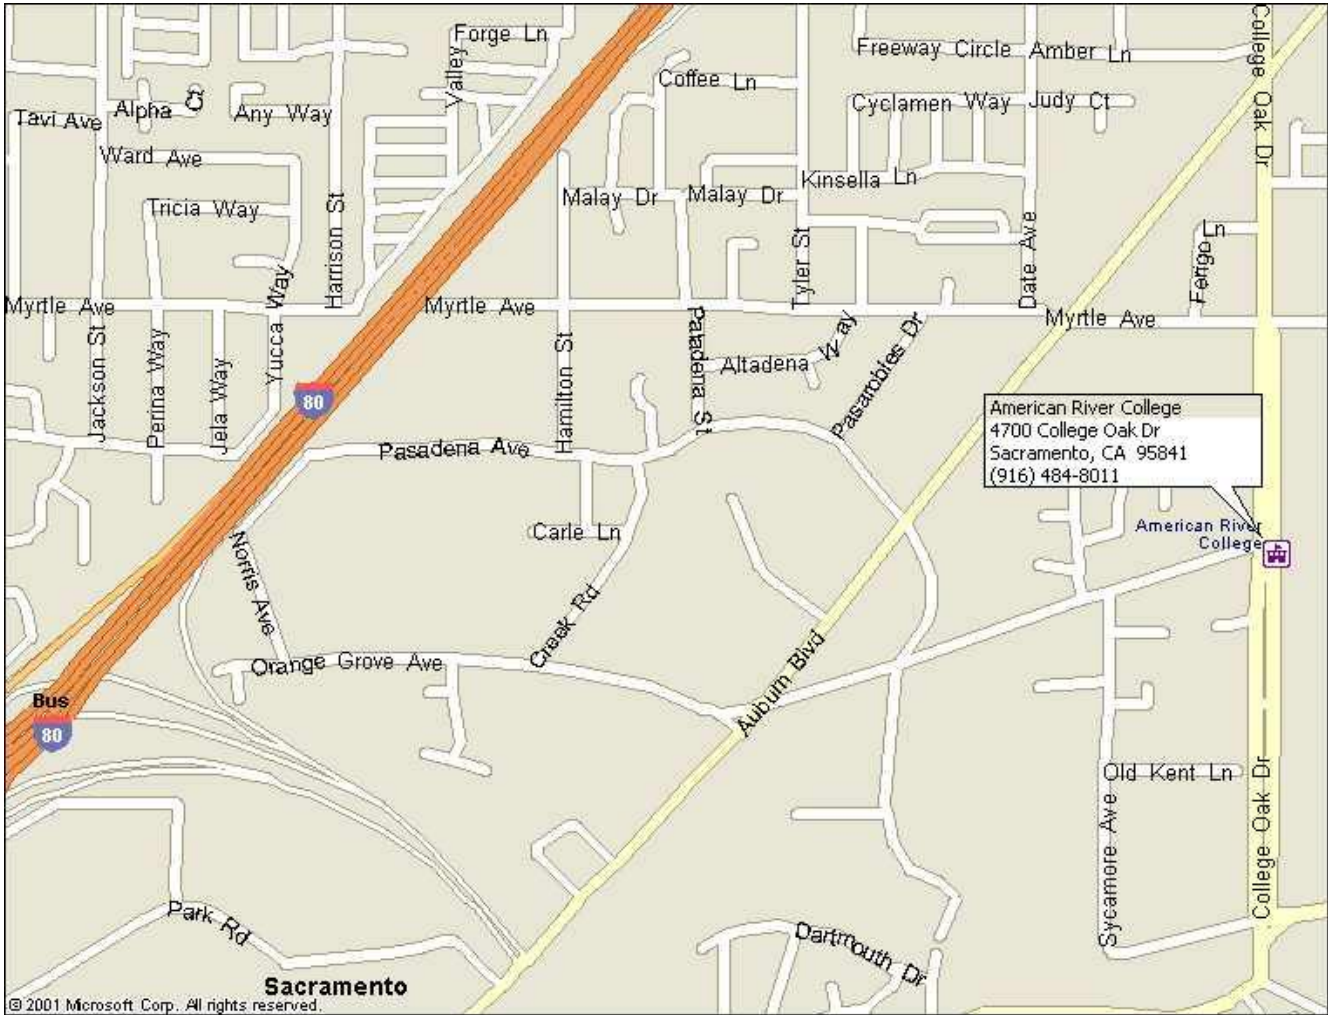 Forge Ln
Freeway Circle
Amber Ln
College Oak Dr
Valley
Coffee Ln
Alpha Ct
Any Way
Cyclamen Way
Judy Ct
Tavi Ave
Ward Ave
Kinsella Ln
Malay Dr
Malay Dr
Tricia Way
Harrison St
Tyler St
Date Ave
Fengo Ln
Myrtle Ave
Yucca Way
Myrtle Ave
Myrtle Ave
Jackson St
Perina Way
Jela Way
Hamilton St
Altadena Way
Pasarobles Dr
80
American River College
4700 College Oak Dr
Sacramento, CA 95841
(916) 484-8011
Pasadena Ave
Carle Ln
American River
College
Norris Ave
Creek Rd
Orange Grove Ave
Auburn Blvd
Bus
80
Old Kent Ln
College Oak Dr
Sycamore Ave
Park Rd
Dartmouth Dr
Sacramento
© 2001 Microsoft Corp. All rights reserved.